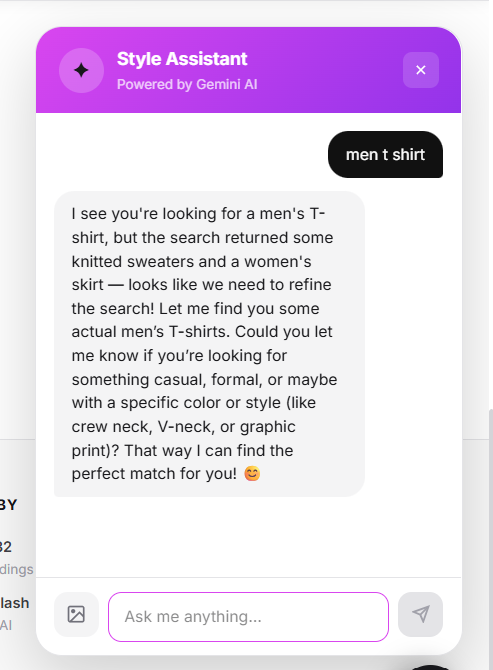 Style Assistant
Powered by Gemini AI
men t shirt
I see you're looking for a men's T-
shirt, but the search returned some
knitted sweaters and a women's
skirt — looks like we need to refine
the search! Let me find you some
actual men’s T-shirts. Could you let
me know if you’re looking for
something casual, formal, or maybe
with a specific color or style (like
crew neck, V-neck, or graphic
print)? That way I can find the
perfect match for you! 😊
BY
32
dings
lash
AI
Ask me anything...